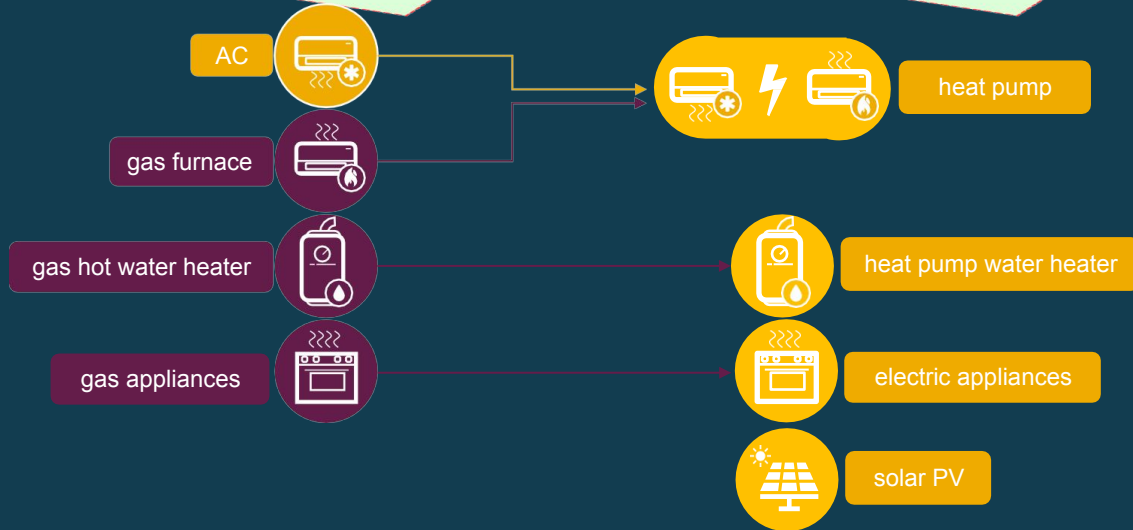 AC
heat pump
gas furnace
gas hot water heater
heat pump water heater
gas appliances
electric appliances
solar PV